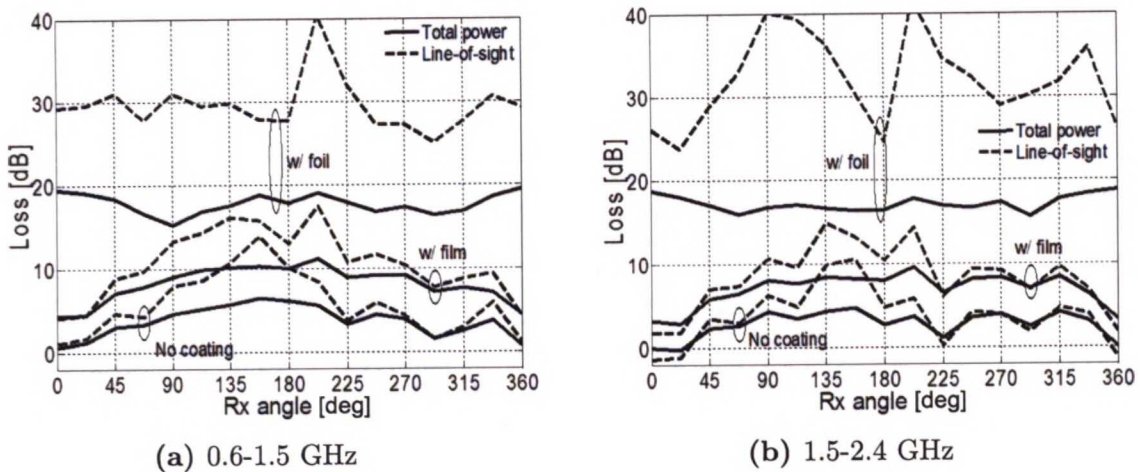 40
30
20
10
0
Loss [dB]
Total power
Line-of-sight
w/ foil
w/ film
No coating
0 45 90 135 180 225 270 315 360
Rx angle [deg]
(a) 0.6-1.5 GHz
40
30
20
10
0
Loss [dB]
Total power
Line-of-sight
w/ foil
w/ film
No coating
0 45 90 135 180 225 270 315 360
Rx angle [deg]
(b) 1.5-2.4 GHz